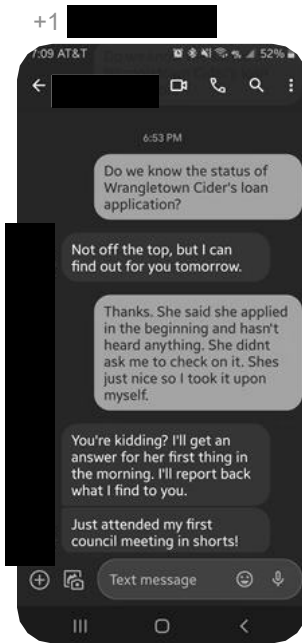 +1
7:09 AT&T 52%
6:53 PM
Do we know the status of
Wrangletown Cider's loan
application?
Not off the top, but I can
find out for you tomorrow.
Thanks. She said she applied
in the beginning and hasn't
heard anything. She didnt
ask me to check on it. Shes
just nice so I took it upon
myself.
You're kidding? I'll get an
answer for her first thing in
the morning. I'll report back
what I find to you.
Just attended my first
council meeting in shorts!
Text message